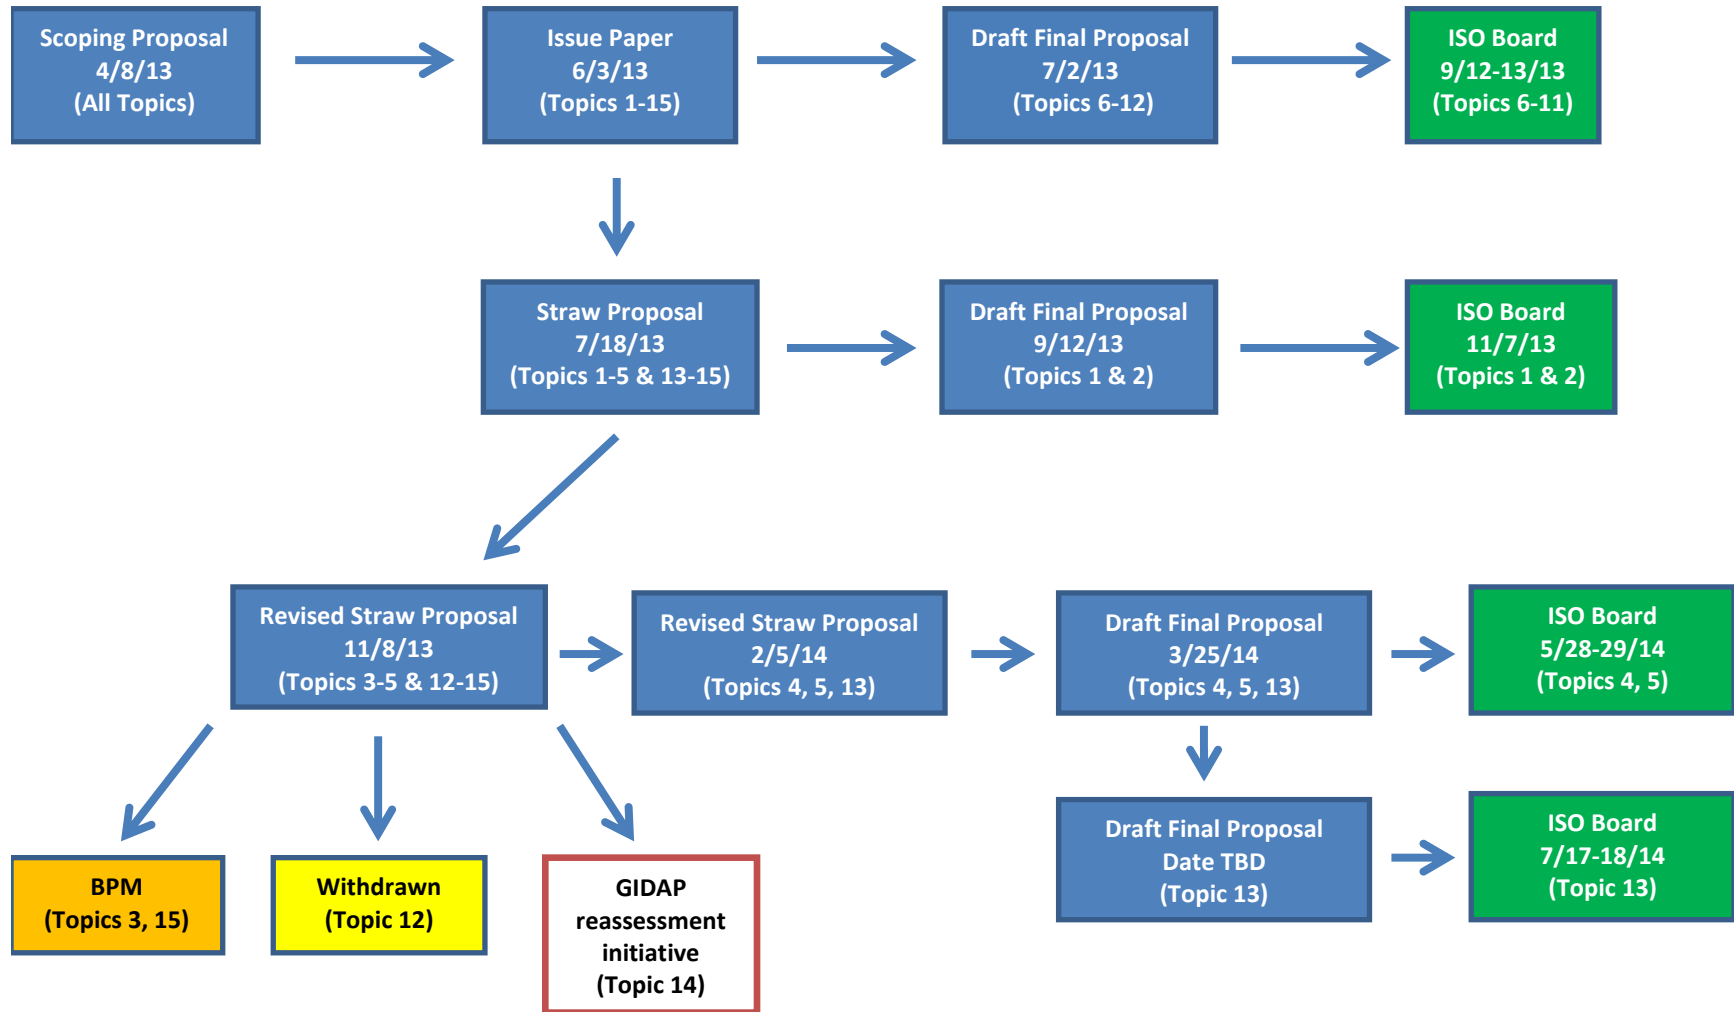 Scoping Proposal
4/8/13
(All Topics)
Issue Paper
6/3/13
(Topics 1-15)
Draft Final Proposal
7/2/13
(Topics 6-12)
ISO Board
9/12-13/13
(Topics 6-11)
Straw Proposal
7/18/13
(Topics 1-5 & 13-15)
Draft Final Proposal
9/12/13
(Topics 1 & 2)
ISO Board
11/7/13
(Topics 1 & 2)
Revised Straw Proposal
11/8/13
(Topics 3-5 & 12-15)
Revised Straw Proposal
2/5/14
(Topics 4, 5, 13)
Draft Final Proposal
3/25/14
(Topics 4, 5, 13)
ISO Board
5/28-29/14
(Topics 4, 5)
Draft Final Proposal
Date TBD
(Topic 13)
ISO Board
7/17-18/14
(Topic 13)
BPM
(Topics 3, 15)
Withdrawn
(Topic 12)
GIDAP
reassessment
initiative
(Topic 14)